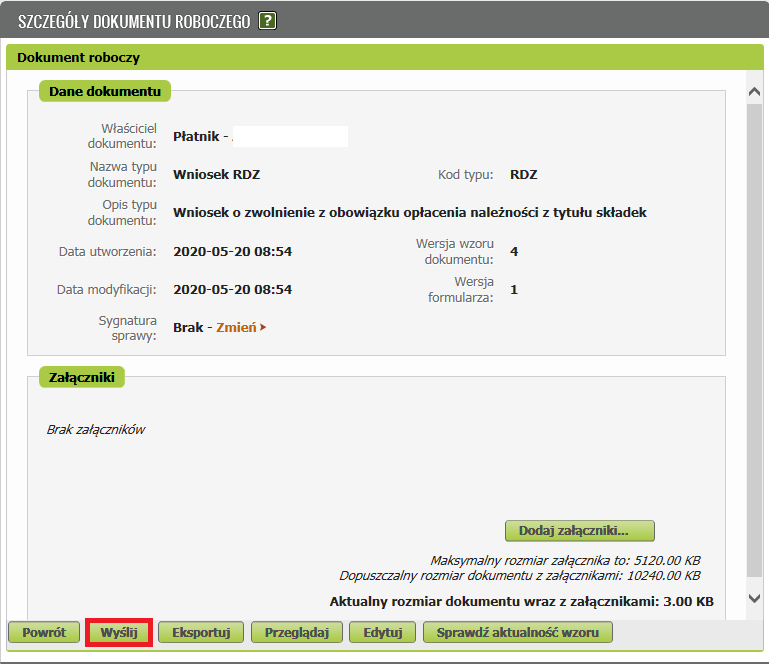 SZCZEGÓŁY DOKUMENTU ROBOCZEGO ?
Dokument roboczy
Dane dokumentu
Właściciel
dokumentu: Płatnik -
Nazwa typu
dokumentu: Wniosek RDZ Kod typu: RDZ
Opis typu
dokumentu: Wniosek o zwolnienie z obowiązku opłacenia należności z tytułu składek
Data utworzenia: 2020-05-20 08:54 Wersja wzoru
dokumentu: 4
Data modyfikacji: 2020-05-20 08:54 Wersja
formularza: 1
Sygnatura
sprawy: Brak - Zmień
Załączniki
Brak załączników
Dodaj załączniki...
Maksymalny rozmiar załącznika to: 5120.00 KB
Dopuszczalny rozmiar dokumentu z załącznikami: 10240.00 KB
Aktualny rozmiar dokumentu wraz z załącznikami: 3.00 KB
Powrót Wyślij Eksportuj Przeglądaj Edytuj Sprawdź aktualność wzoru